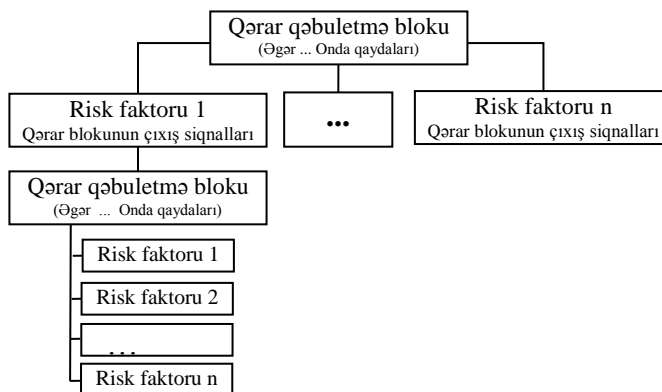 Qərar qəbuletmə bloku
(Əgər ... Onda qaydaları)
Risk faktoru 1
Qərar blokunun çıxış siqnalları
...
Risk faktoru n
Qərar blokunun çıxış siqnalları
Qərar qəbuletmə bloku
(Əgər ... Onda qaydaları)
Risk faktoru 1
Risk faktoru 2
...
Risk faktoru n